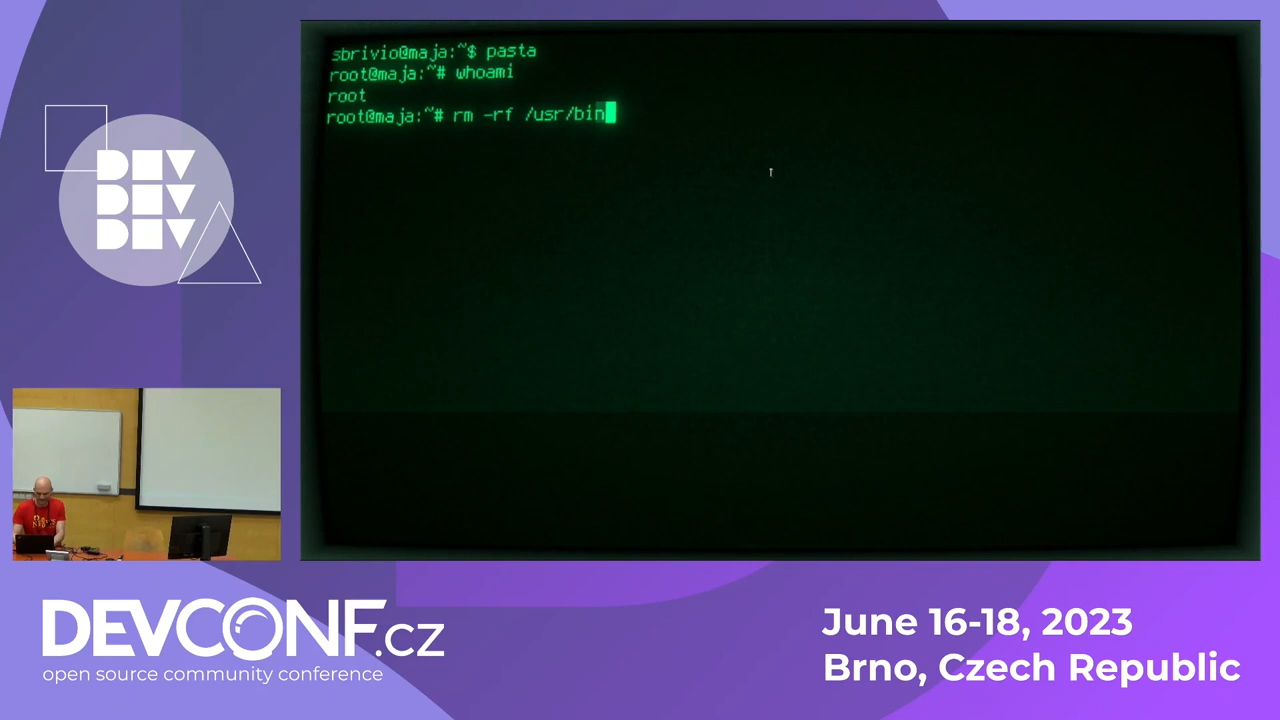 sbrivio@maja:~$ pasta
root@maja:~# whoami
root
root@maja:~# rm -rf /usr/bin
DEV
DEV
DEV
DEVCONF.cz
open source community conference
June 16-18, 2023
Brno, Czech Republic